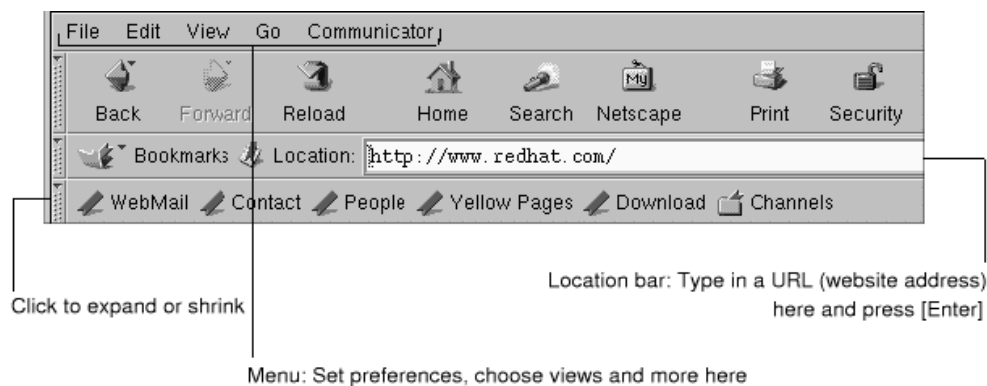 File Edit View Go Communicator
Back Forward Reload Home Search My Netscape Print Security
Bookmarks Location: http://www.redhat.com/
WebMail Contact People Yellow Pages Download Channels
Location bar: Type in a URL (website address)
here and press [Enter]
Click to expand or shrink
Menu: Set preferences, choose views and more here